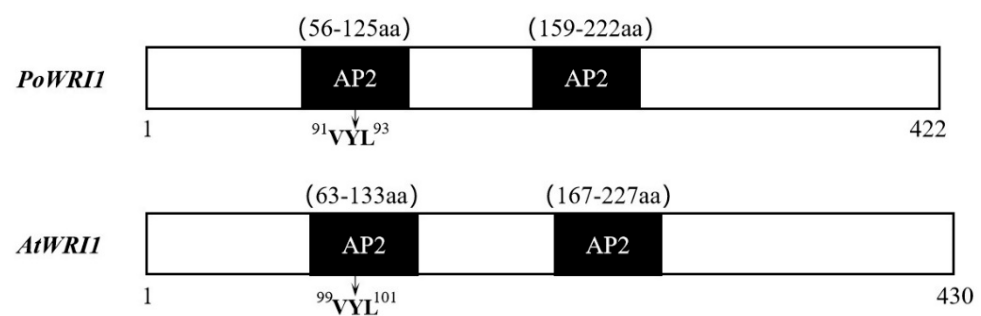 (56-125aa) (159-222aa)
PoWRI1 AP2 AP2
1 91VYL93 422
(63-133aa) (167-227aa)
AtWRI1 AP2 AP2
1 99VYL101 430